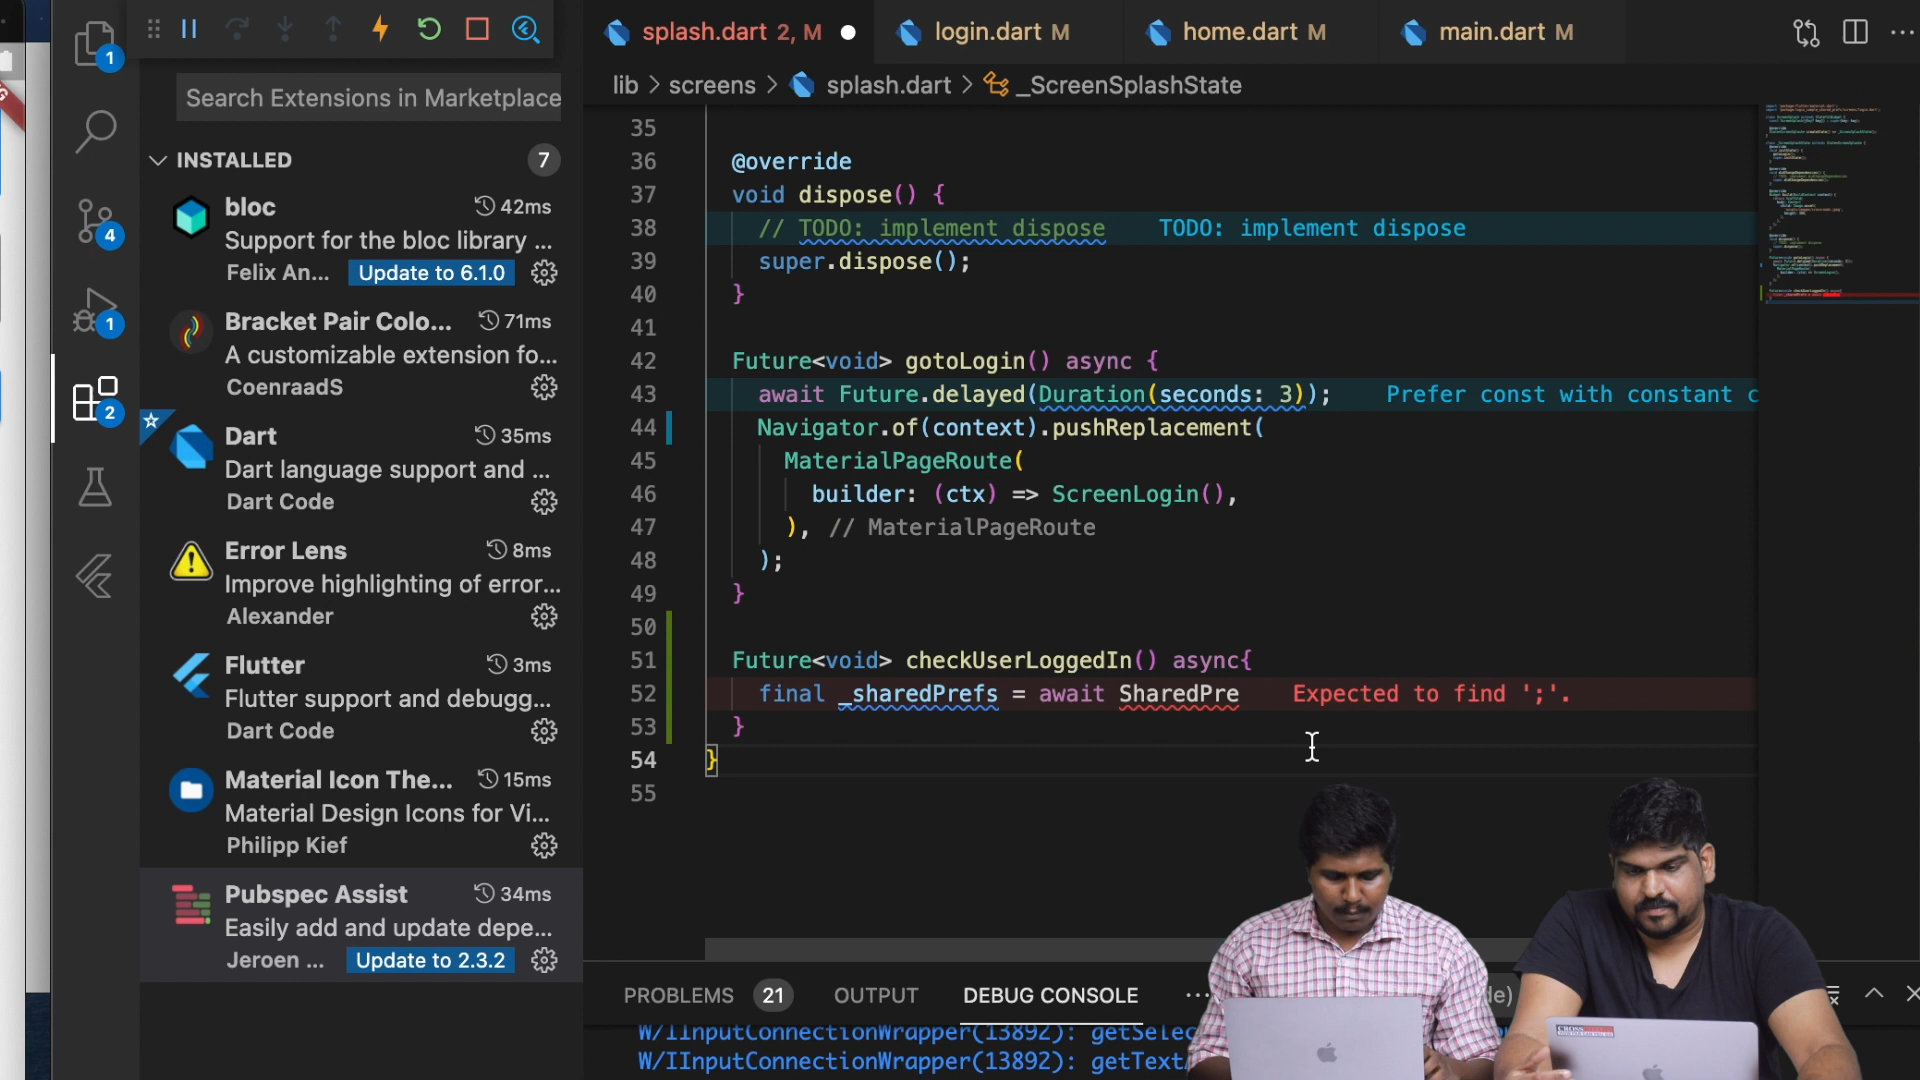 splash.dart 2, M
login.dart M
home.dart M
main.dart M
lib > screens > splash.dart > _ScreenSplashState
Search Extensions in Marketplace
INSTALLED 7
bloc 42ms
Support for the bloc library ...
Felix An... Update to 6.1.0
Bracket Pair Colo... 71ms
A customizable extension fo...
CoenraadS
Dart 35ms
Dart language support and ...
Dart Code
Error Lens 8ms
Improve highlighting of error...
Alexander
Flutter 3ms
Flutter support and debugg...
Dart Code
Material Icon The... 15ms
Material Design Icons for Vi...
Philipp Kief
Pubspec Assist 34ms
Easily add and update depe...
Jeroen ... Update to 2.3.2
1
4
1
2
35
36 @override
37 void dispose() {
38 // TODO: implement dispose TODO: implement dispose
39 super.dispose();
40 }
41
42 Future<void> gotoLogin() async {
43 await Future.delayed(Duration(seconds: 3)); Prefer const with constant c
44 Navigator.of(context).pushReplacement(
45 MaterialPageRoute(
46 builder: (ctx) => ScreenLogin(),
47 ), // MaterialPageRoute
48 );
49 }
50
51 Future<void> checkUserLoggedIn() async{
52 final _sharedPrefs = await SharedPre Expected to find ';'.
53 }
54 }
55
PROBLEMS 21 OUTPUT DEBUG CONSOLE ... de)
W/IInputConnectionWrapper(13892): getSelec
W/IInputConnectionWrapper(13892): getText